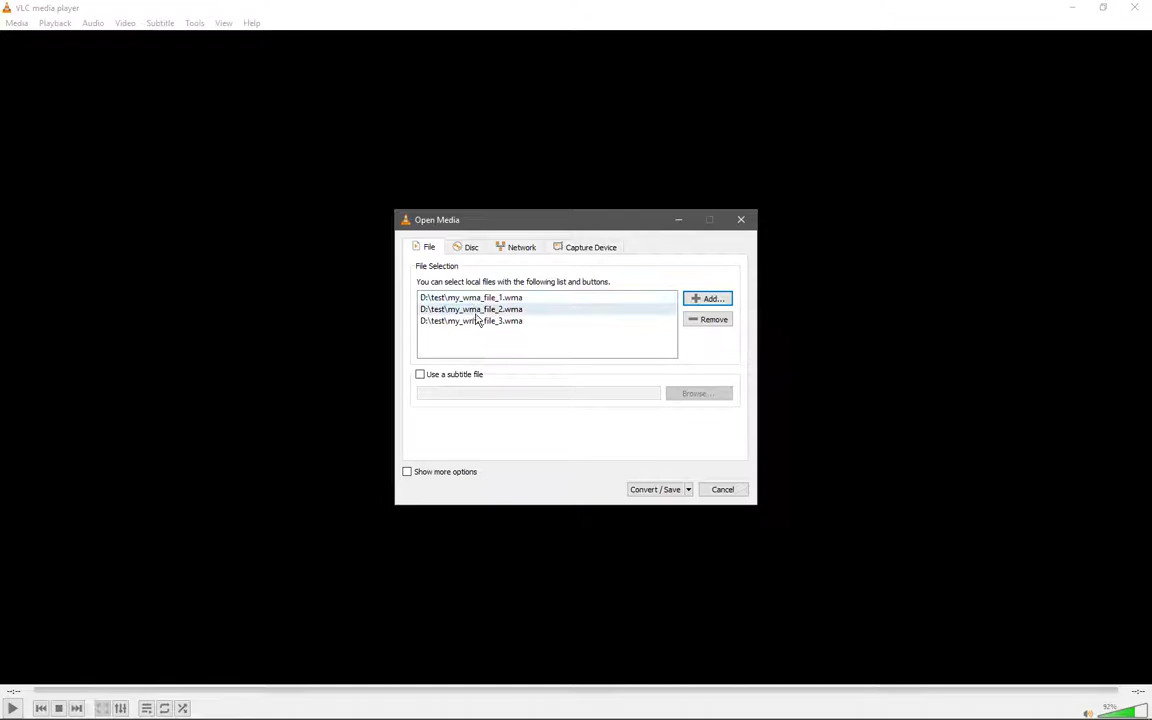 VLC media player
Media Playback Audio Video Subtitle Tools View Help
Open Media
File Disc Network Capture Device
File Selection
You can select local files with the following list and buttons.
D:\test\my_wma_file_1.wma
D:\test\my_wma_file_2.wma
D:\test\my_wma_file_3.wma
Add...
Remove
Use a subtitle file
Browse...
Show more options
Convert / Save Cancel
--:-- --:--
92%